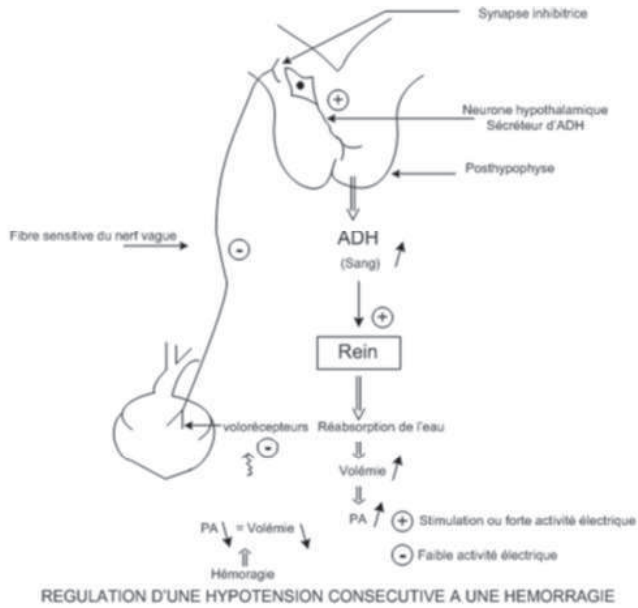 Synapse inhibitrice
+
Neurone hypothalamique
Sécréteur d'ADH
Posthypophyse
Fibre sensitive du nerf vague
-
ADH
(Sang)
+
Rein
volorécepteurs
-
Réabsorption de l'eau
Volémie
PA
PA = Volémie
Hémoragie
+ Stimulation ou forte activité électrique
- Faible activité électrique
REGULATION D'UNE HYPOTENSION CONSECUTIVE A UNE HEMORRAGIE